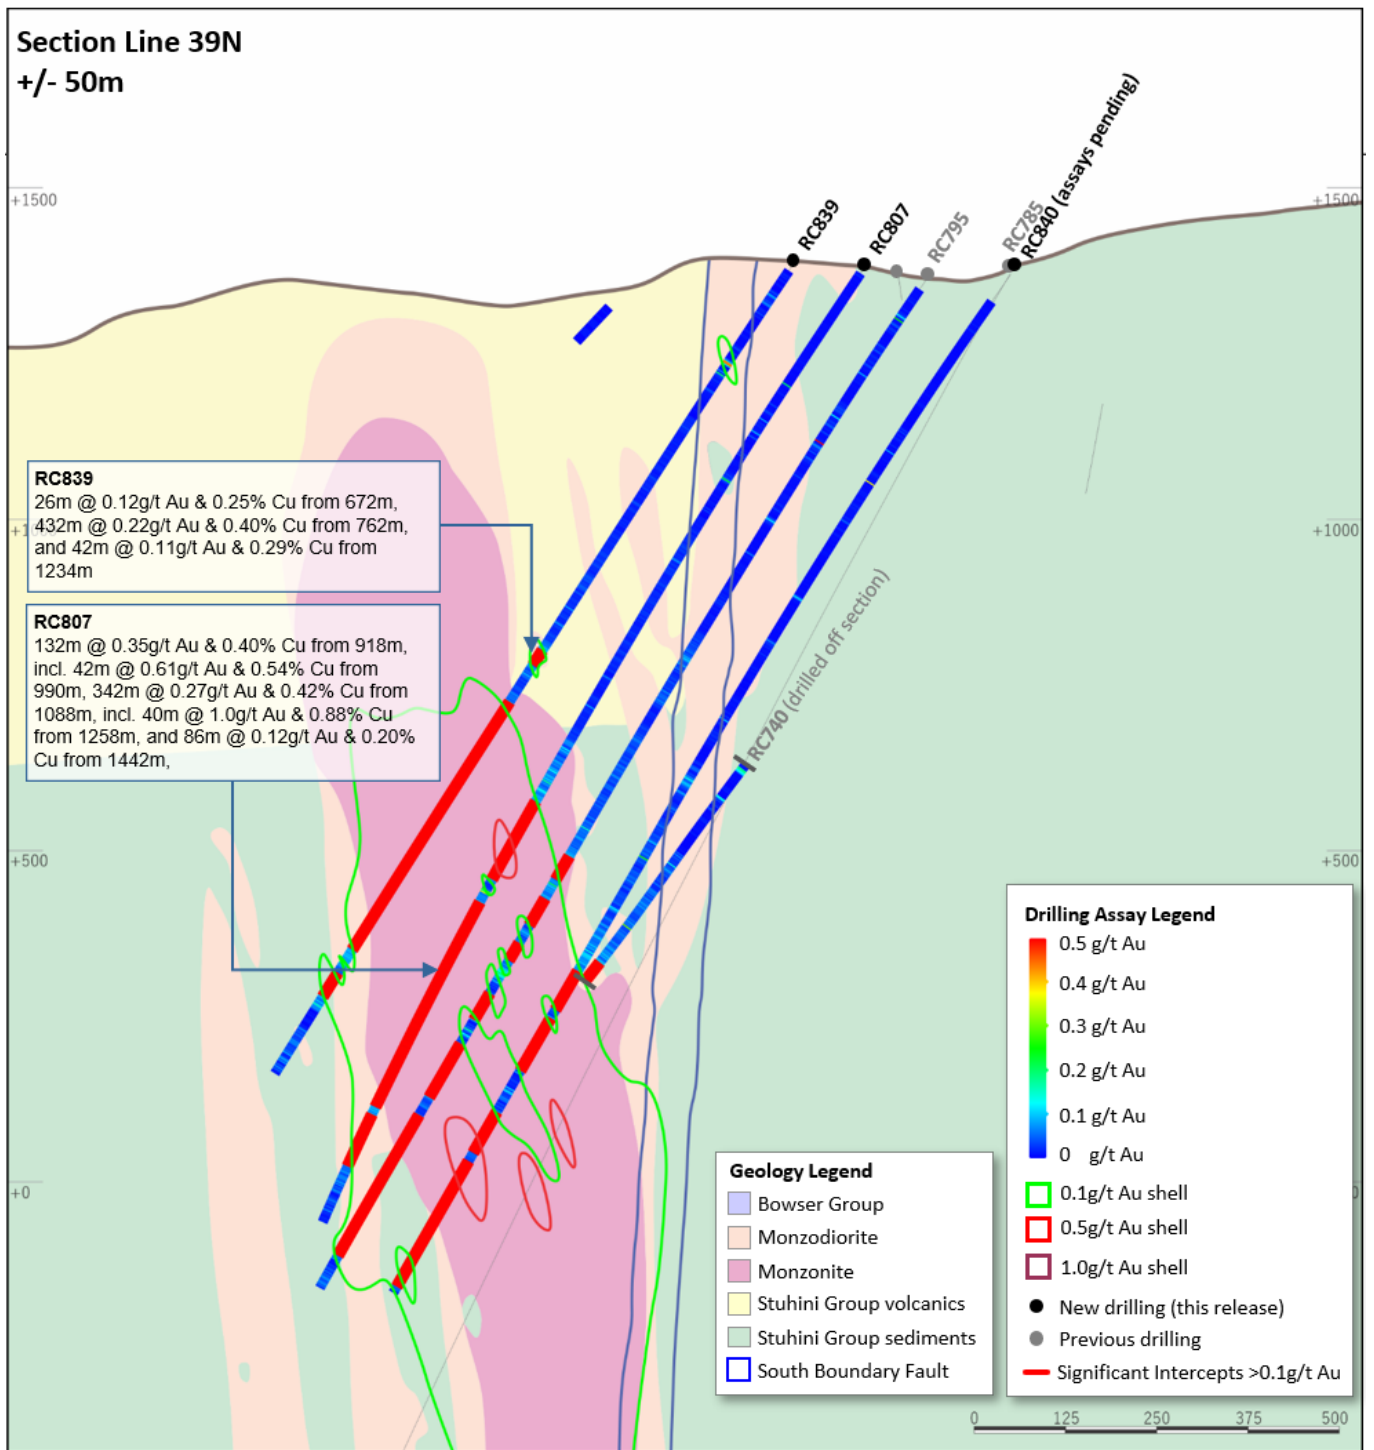 Section Line 39N
+/- 50m
RC839
RC807
RC795
RC785
RC840 (assays pending)
+1500
+1500
RC839
26m @ 0.12g/t Au & 0.25% Cu from 672m,
432m @ 0.22g/t Au & 0.40% Cu from 762m,
and 42m @ 0.11g/t Au & 0.29% Cu from
1234m
+1000
+1000
RC807
132m @ 0.35g/t Au & 0.40% Cu from 918m,
incl. 42m @ 0.61g/t Au & 0.54% Cu from
990m, 342m @ 0.27g/t Au & 0.42% Cu from
1088m, incl. 40m @ 1.0g/t Au & 0.88% Cu
from 1258m, and 86m @ 0.12g/t Au & 0.20%
Cu from 1442m,
RC740 (drilled off section)
+500
+500
+0
0
Drilling Assay Legend
0.5 g/t Au
0.4 g/t Au
0.3 g/t Au
0.2 g/t Au
0.1 g/t Au
0 g/t Au
0.1g/t Au shell
0.5g/t Au shell
1.0g/t Au shell
New drilling (this release)
Previous drilling
Significant Intercepts >0.1g/t Au
Geology Legend
Bowser Group
Monzodiorite
Monzonite
Stuhini Group volcanics
Stuhini Group sediments
South Boundary Fault
0 125 250 375 500